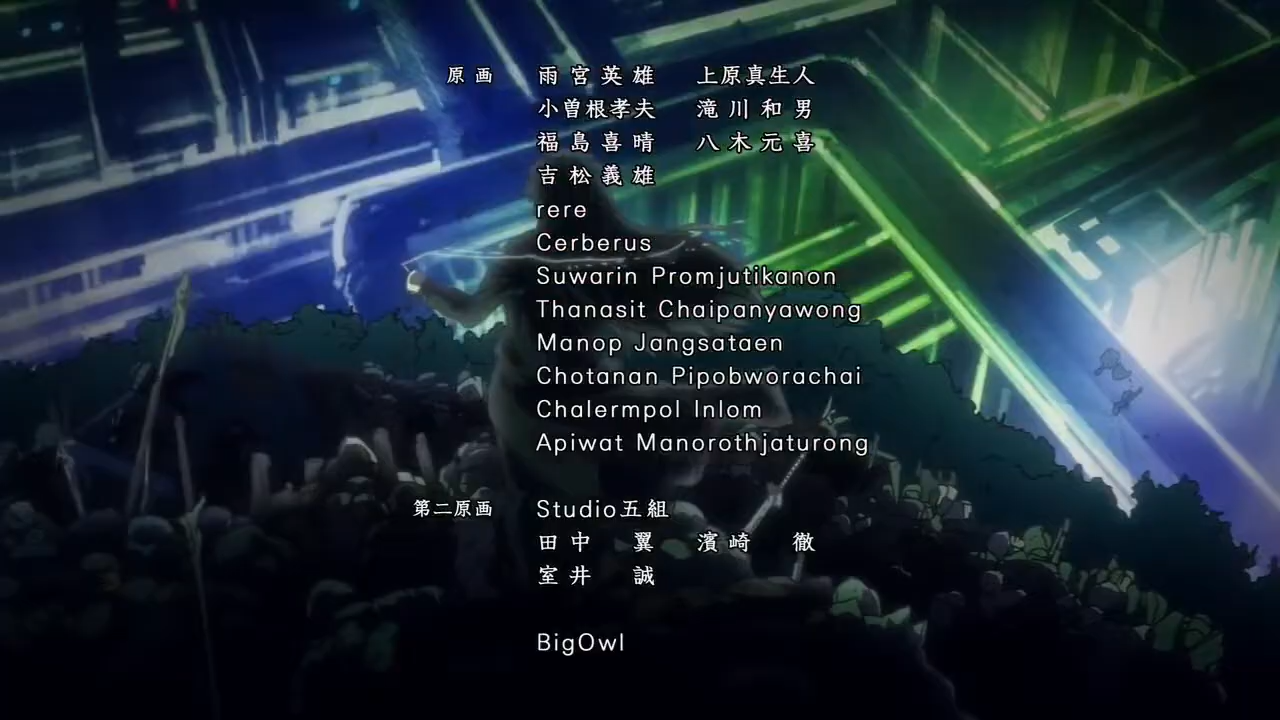 原画 雨宮英雄 上原真生人
小曽根孝夫 滝川和男
福島喜晴 八木元喜
吉松義雄
rere
Cerberus
Suwarin Promjutikanon
Thanasit Chaipanyawong
Manop Jangsataen
Chotanan Pipobworachai
Chalermpol Inlom
Apiwat Manorothjaturong
第二原画 Studio五組
田中 翼 濱崎 徹
室井 誠
BigOwl